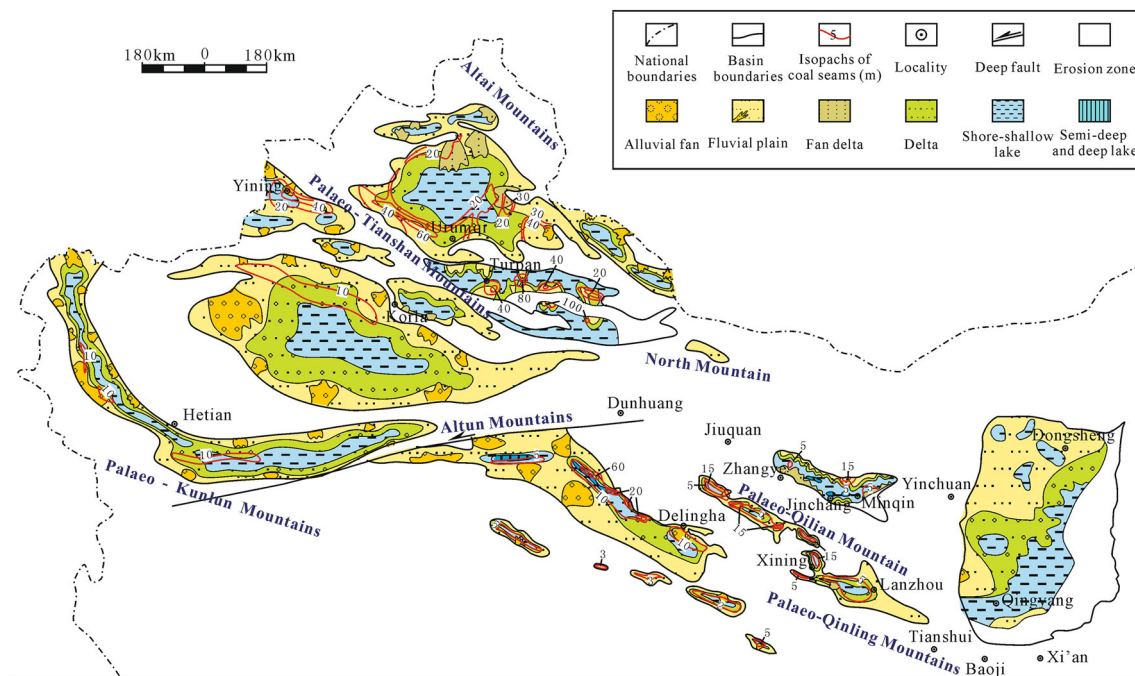 180km 0 180km
5
National boundaries
Basin boundaries
Isopachs of coal seams (m)
Locality
Deep fault
Erosion zone
Alluvial fan
Fluvial plain
Fan delta
Delta
Shore-shallow lake
Semi-deep and deep lake
Altai Mountains
20
Yining
40
20
Palaeo - Tianshan Mountains
40
60
20
30
20
30
40
Urumqi
Turpan
40
20
40
80
100
10
Korla
North Mountain
10
Hetian
10
Altun Mountains
Dunhuang
Palaeo - Kunlun Mountains
60
10
20
Delingha
10
3
5
Jiuquan
15
5
Zhangye
5
15
Jinchang
Minqin
Palaeo-Qilian Mountain
15
Xining
15
5
Lanzhou
Palaeo-Qinling Mountains
Yinchuan
Dongsheng
Qingyang
Tianshui
Baoji
Xi'an